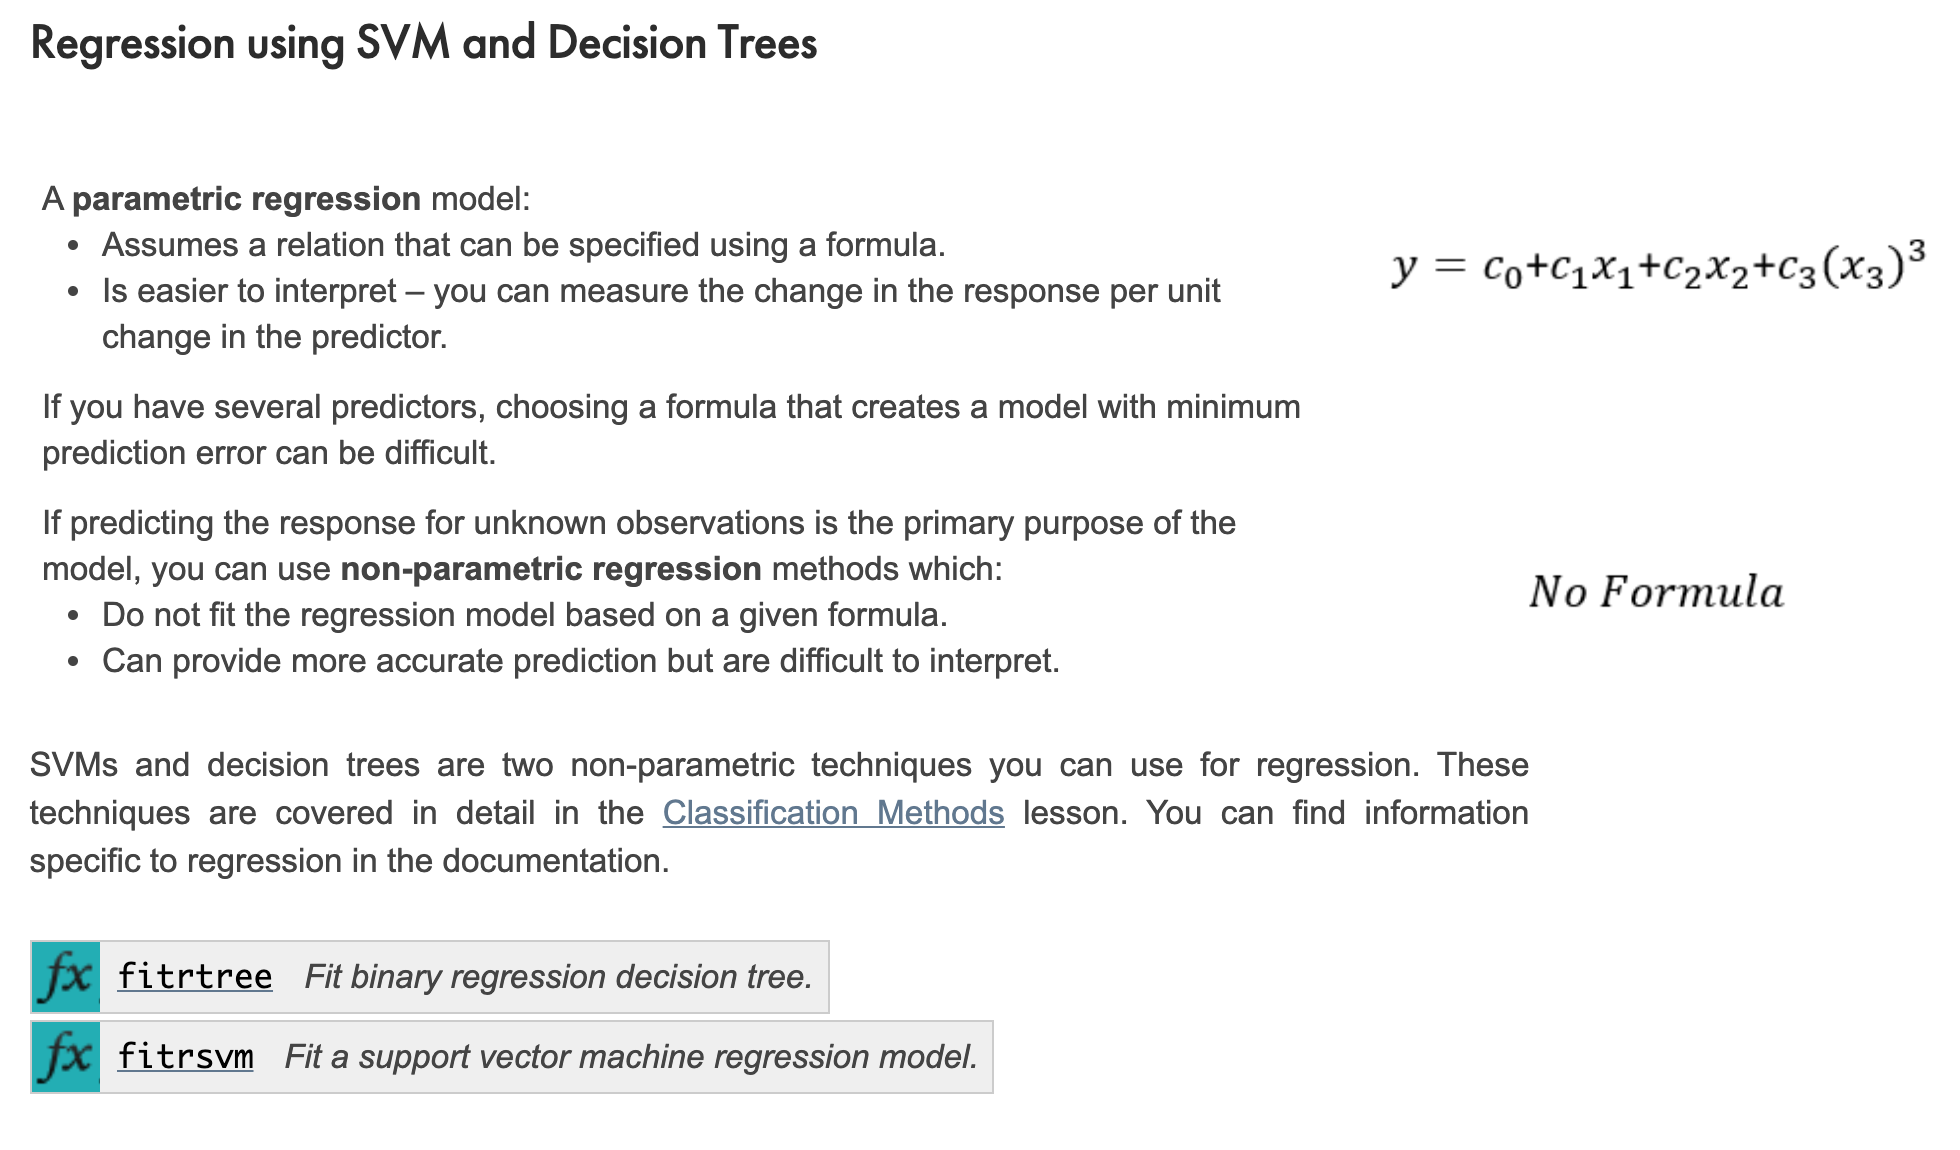 Regression using SVM and Decision Trees
A parametric regression model:
• Assumes a relation that can be specified using a formula.
• Is easier to interpret – you can measure the change in the response per unit
change in the predictor.
y = c₀+c₁x₁+c₂x₂+c₃(x₃)³
If you have several predictors, choosing a formula that creates a model with minimum
prediction error can be difficult.
If predicting the response for unknown observations is the primary purpose of the
model, you can use non-parametric regression methods which:
• Do not fit the regression model based on a given formula.
• Can provide more accurate prediction but are difficult to interpret.
No Formula
SVMs and decision trees are two non-parametric techniques you can use for regression. These
techniques are covered in detail in the Classification Methods lesson. You can find information
specific to regression in the documentation.
fx fitrtree Fit binary regression decision tree.
fx fitrsvm Fit a support vector machine regression model.